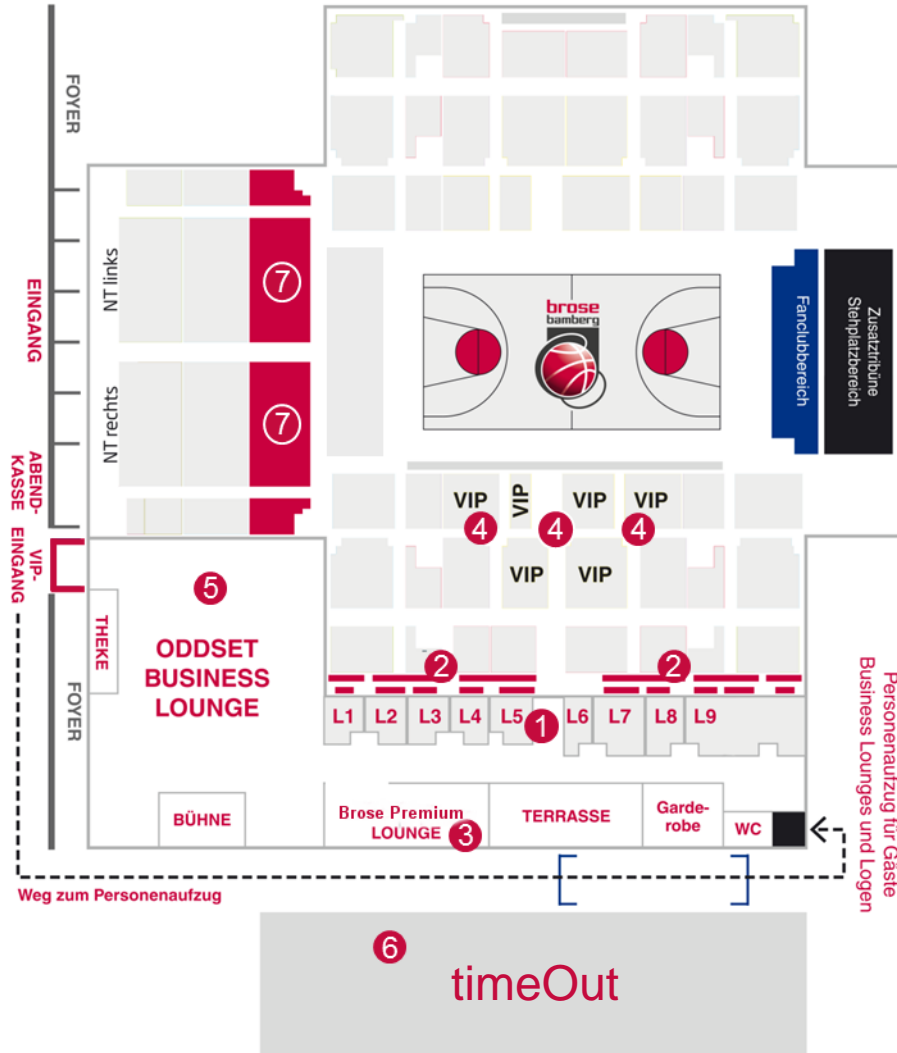 FOYER
EINGANG
ABEND-
KASSE
VIP-
EINGANG
FOYER
NT links
7
NT rechts
7
brose
bamberg
Fanclubbereich
Zusatztribüne
Stehplatzbereich
VIP
VIP
VIP
VIP
4
4
4
VIP
VIP
5
THEKE
ODDSET
BUSINESS
LOUNGE
2
2
L1
L2
L3
L4
L5
1
L6
L7
L8
L9
Personenaufzug für Gäste
Business Lounges und Logen
BÜHNE
Brose Premium
LOUNGE
3
TERRASSE
Garde-
robe
WC
Weg zum Personenaufzug
6
timeOut